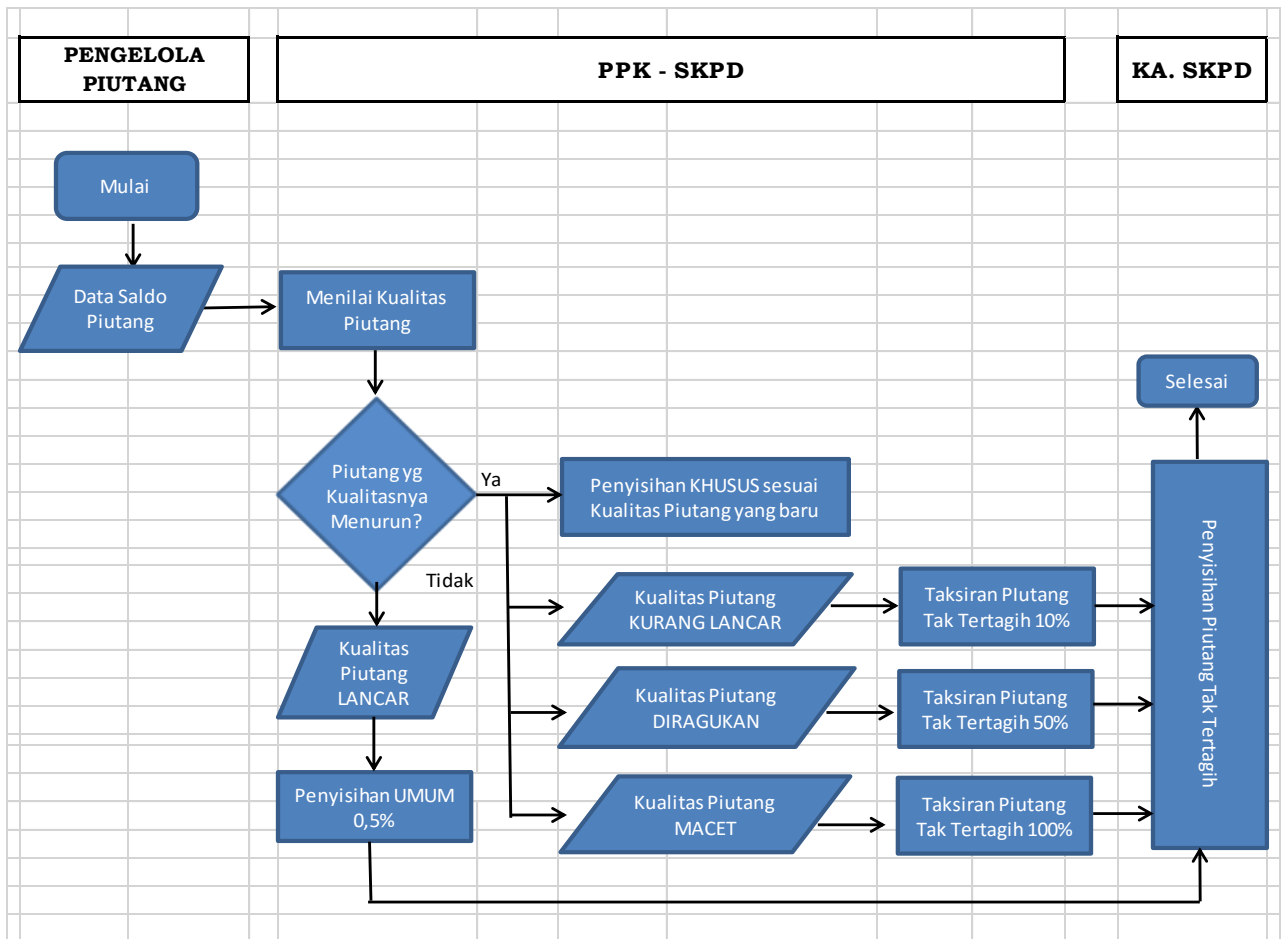 PENGELOLA
PIUTANG
PPK - SKPD
KA. SKPD
Mulai
Data Saldo
Piutang
Menilai Kualitas
Piutang
Selesai
Piutang yg
Kualitasnya
Menurun?
Ya
Penyisihan KHUSUS sesuai
Kualitas Piutang yang baru
Tidak
Kualitas Piutang
KURANG LANCAR
Taksiran PIutang
Tak Tertagih 10%
Kualitas
Piutang
LANCAR
Kualitas Piutang
DIRAGUKAN
Taksiran Piutang
Tak Tertagih 50%
Penyisihan UMUM
0,5%
Kualitas Piutang
MACET
Taksiran Piutang
Tak Tertagih 100%
Penyisihan Piutang Tak Tertagih